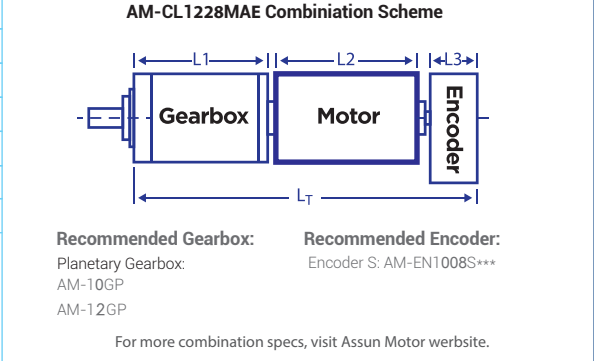 AM-CL1228MAE Combiniation Scheme
L1
L2
L3
Gearbox
Motor
Encoder
LT
Recommended Gearbox:
Recommended Encoder:
Planetary Gearbox:
Encoder S: AM-EN1008S***
AM-10GP
AM-12GP
For more combination specs, visit Assun Motor werbsite.